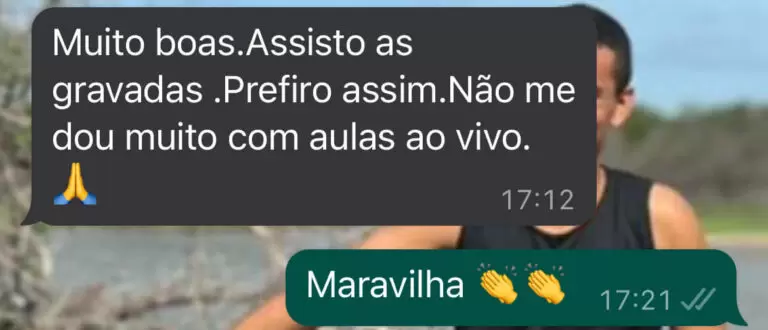 Muito boas.Assisto as
gravadas .Prefiro assim.Não me
dou muito com aulas ao vivo.
🙏
17:12
Maravilha 👏👏
17:21